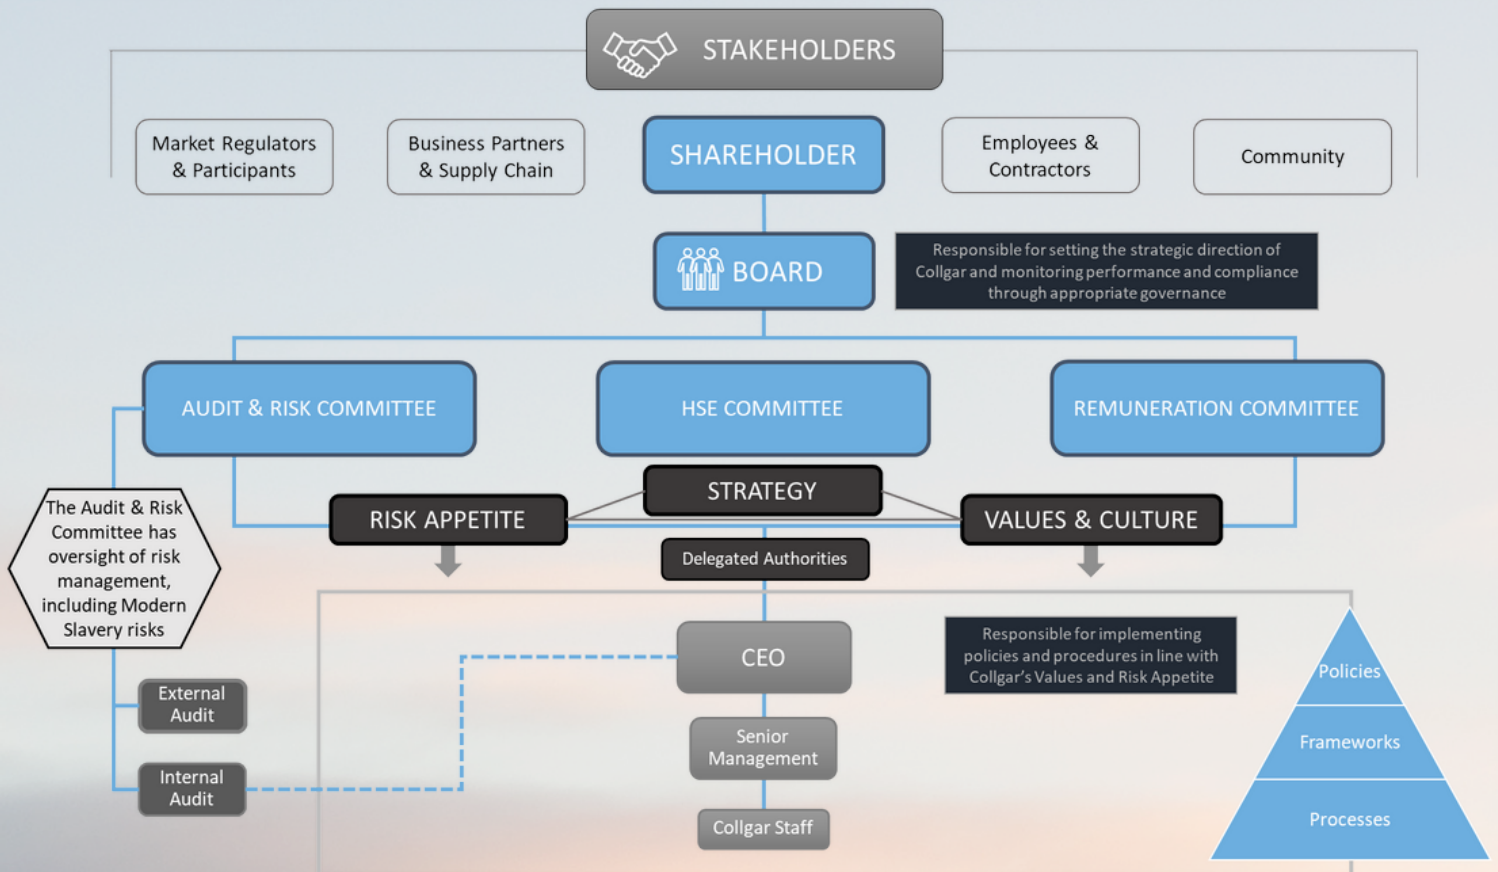 STAKEHOLDERS
Market Regulators
& Participants
Business Partners
& Supply Chain
SHAREHOLDER
Employees &
Contractors
Community
BOARD
Responsible for setting the strategic direction of
Collgar and monitoring performance and compliance
through appropriate governance
AUDIT & RISK COMMITTEE
HSE COMMITTEE
REMUNERATION COMMITTEE
STRATEGY
RISK APPETITE
VALUES & CULTURE
The Audit & Risk
Committee has
oversight of risk
management,
including Modern
Slavery risks
Delegated Authorities
CEO
Responsible for implementing
policies and procedures in line with
Collgar's Values and Risk Appetite
Policies
External
Audit
Senior
Management
Frameworks
Internal
Audit
Collgar Staff
Processes